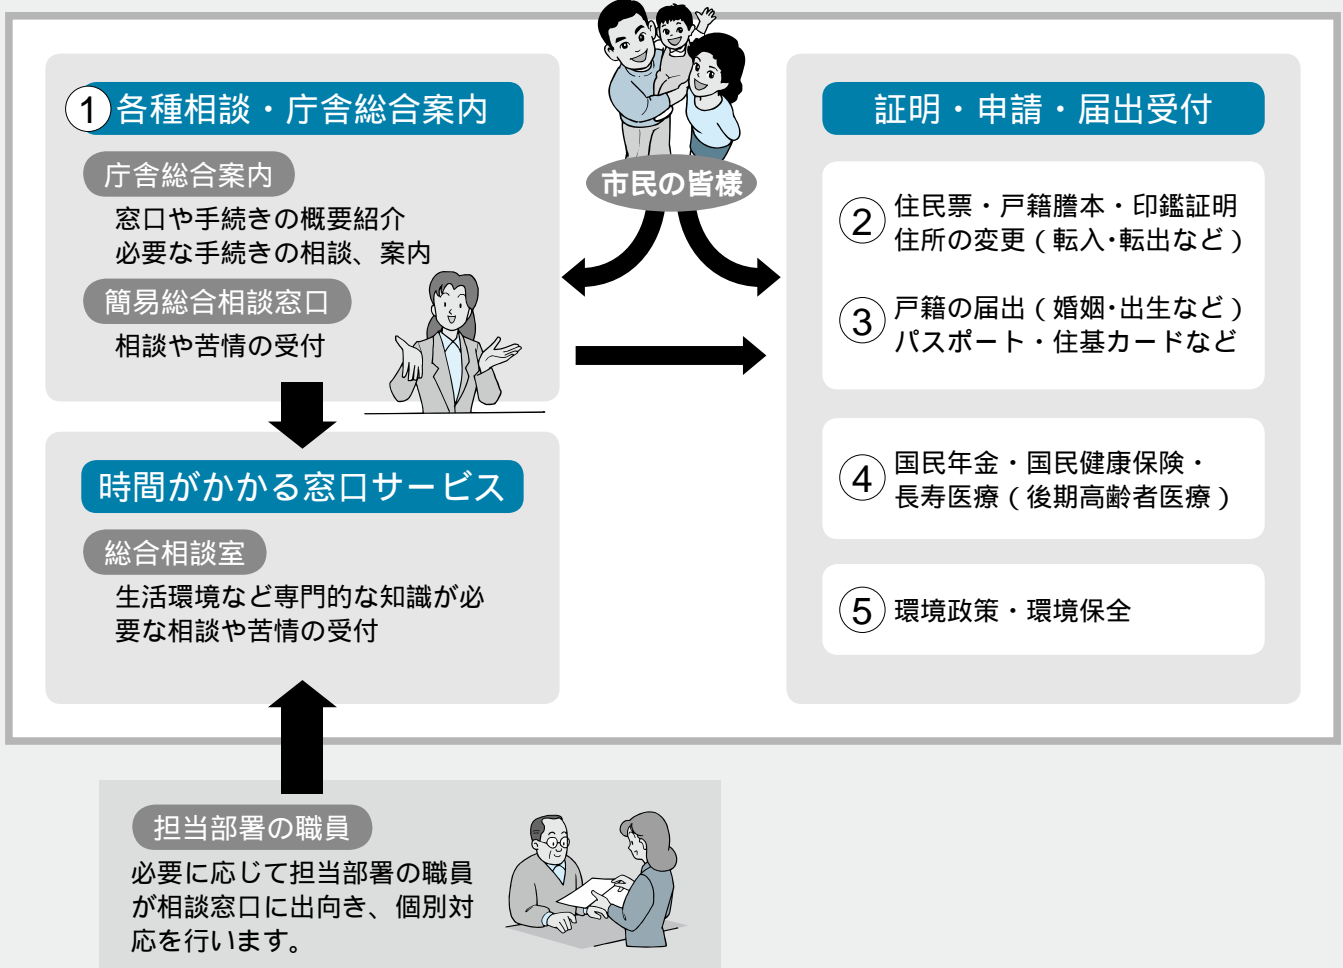 市民の皆様
① 各種相談・庁舎総合案内
庁舎総合案内
窓口や手続きの概要紹介
必要な手続きの相談、案内
簡易総合相談窓口
相談や苦情の受付
時間がかかる窓口サービス
総合相談室
生活環境など専門的な知識が必
要な相談や苦情の受付
担当部署の職員
必要に応じて担当部署の職員
が相談窓口に出向き、個別対
応を行います。
証明・申請・届出受付
② 住民票・戸籍謄本・印鑑証明
住所の変更（転入・転出など）
③ 戸籍の届出（婚姻・出生など）
パスポート・住基カードなど
④ 国民年金・国民健康保険・
長寿医療（後期高齢者医療）
⑤ 環境政策・環境保全